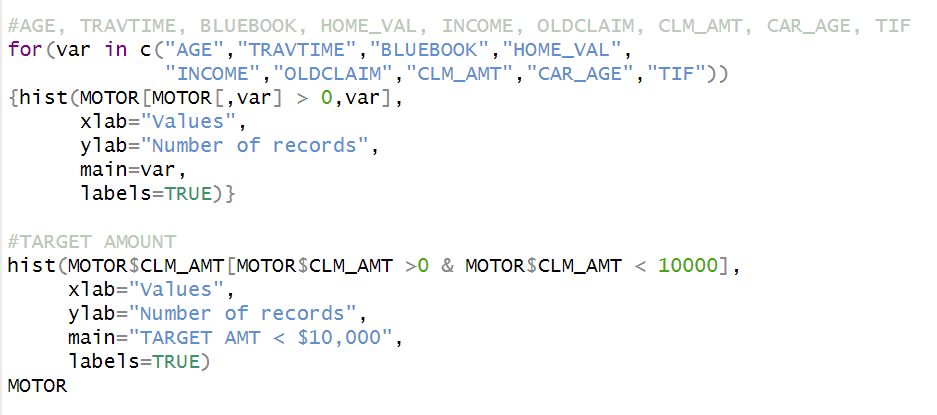 #AGE, TRAVTIME, BLUEBOOK, HOME_VAL, INCOME, OLDCLAIM, CLM_AMT, CAR_AGE, TIF
for(var in c("AGE","TRAVTIME","BLUEBOOK","HOME_VAL",
"INCOME","OLDCLAIM","CLM_AMT","CAR_AGE","TIF"))
{hist(MOTOR[MOTOR[,var] > 0,var],
xlab="Values",
ylab="Number of records",
main=var,
labels=TRUE)}
#TARGET AMOUNT
hist(MOTOR$CLM_AMT[MOTOR$CLM_AMT >0 & MOTOR$CLM_AMT < 10000],
xlab="Values",
ylab="Number of records",
main="TARGET AMT < $10,000",
labels=TRUE)
MOTOR